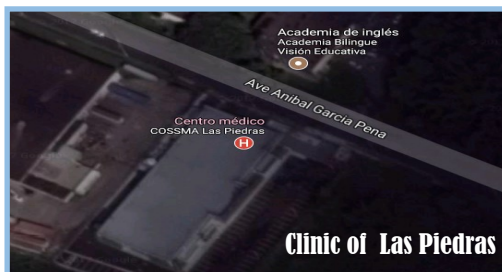 Academia de inglés
Academia Bilingue
Visión Educativa
Ave Anibal García Pena
Centro médico
COSSMA Las Piedras
H
Clinic of Las Piedras